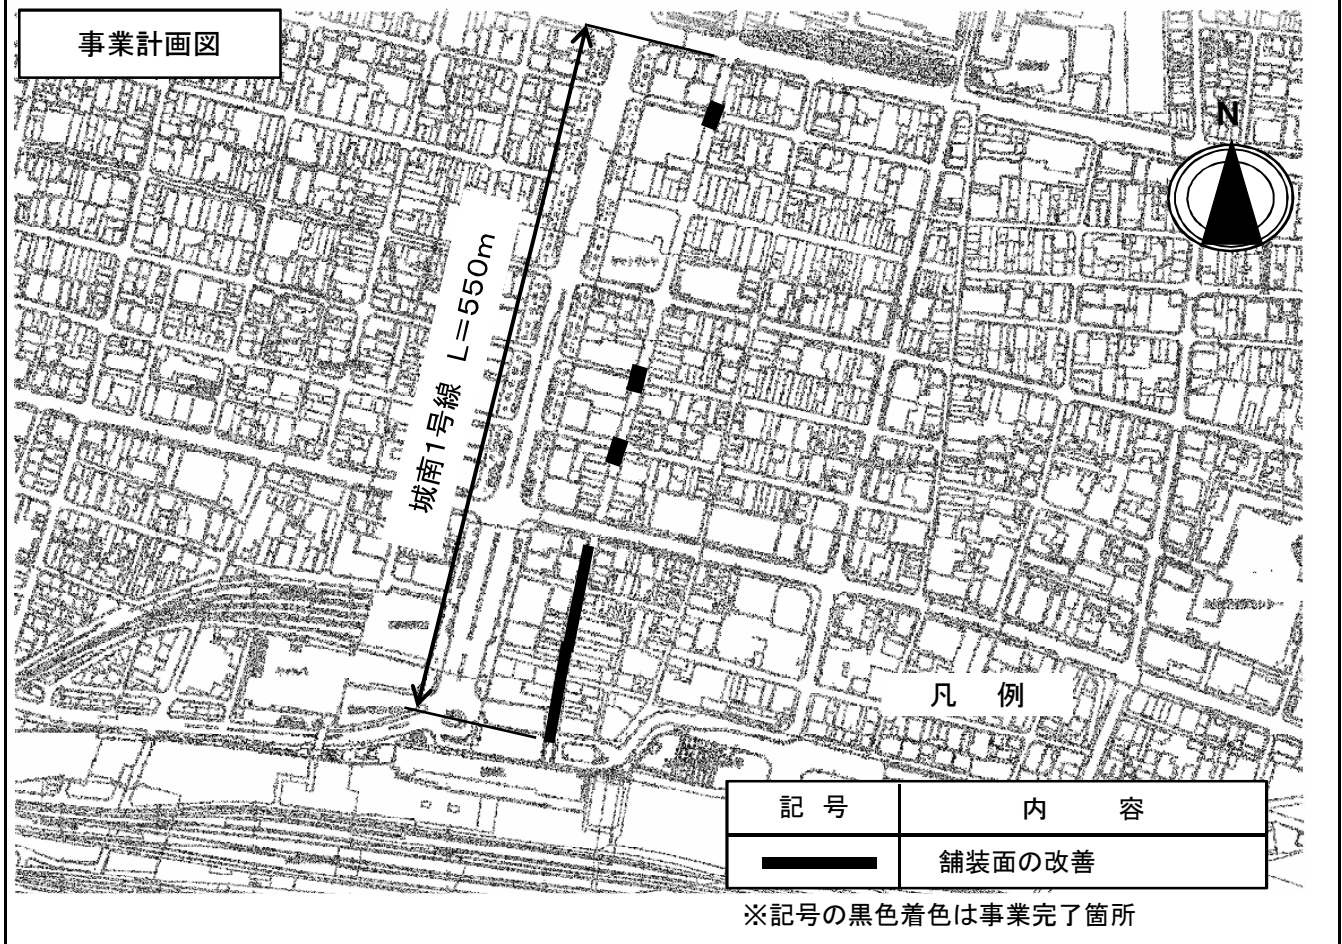 事業計画図
N
城南1号線 L=550m
凡 例
記 号 内 容
舗装面の改善
※記号の黒色着色は事業完了箇所